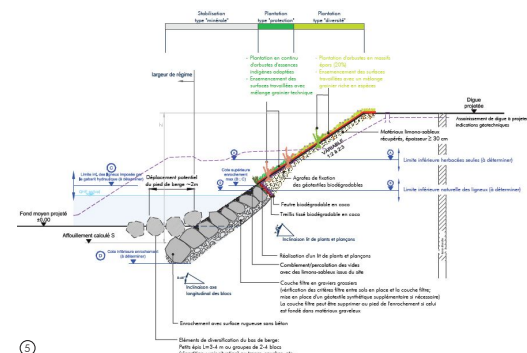 Stabilisation
type "minérale"
Plantation
type "protection"
Plantation
type "diversité"
- Plantation en continu
d'arbustes d'essences
indigènes adaptées
- Ensemencement des
surfaces travaillées avec
mélange grainier technique
- Plantation d'arbustes en massifs
épars (20%)
- Ensemencement des surfaces
travaillées avec un mélange
grainier riche en espèces
largeur de régime
Digue
projetée
Assainissement de digue si projetée
indications géotechniques
Matériaux limono-sableux
récupérés, épaisseur ≥ 30 cm
VARIABLE
Limite inférieure herbacées seules (à déterminer)
Déplacement potentiel
du pied de berge ~2m
Cote supérieure
enrochement
Agrafes de fixation
des géotextiles biodégradables
Limite inférieure naturelle des ligneux (à déterminer)
Fond moyen projeté
±0.00
Feutre biodégradable en coco
Treillis tissé biodégradable en coco
Affouillement calculé S
Inclinaison lit de plants et plançons
Cote inférieure enrochement
(à déterminer)
Réalisation d'un lit de plants et plançons
Comblement/percolation des vides
avec des limons-sableux issus du site
Inclinaison axe
longitudinal des blocs
Couche filtre en graviers grossiers
(vérification des critères filtre entre sols en place et la couche filtre;
mise en place d'un géotextile synthétique supplémentaire si nécessaire)
La couche filtre peut être supprimer au pied de l'enrochement si celui
est fondé dans matériaux graveleux
Enrochement avec surface rugueuse sans béton
Eléments de diversification du bas de berge:
Petits épis Lm=3-4 m ou groupes de 2-4 blocs
5